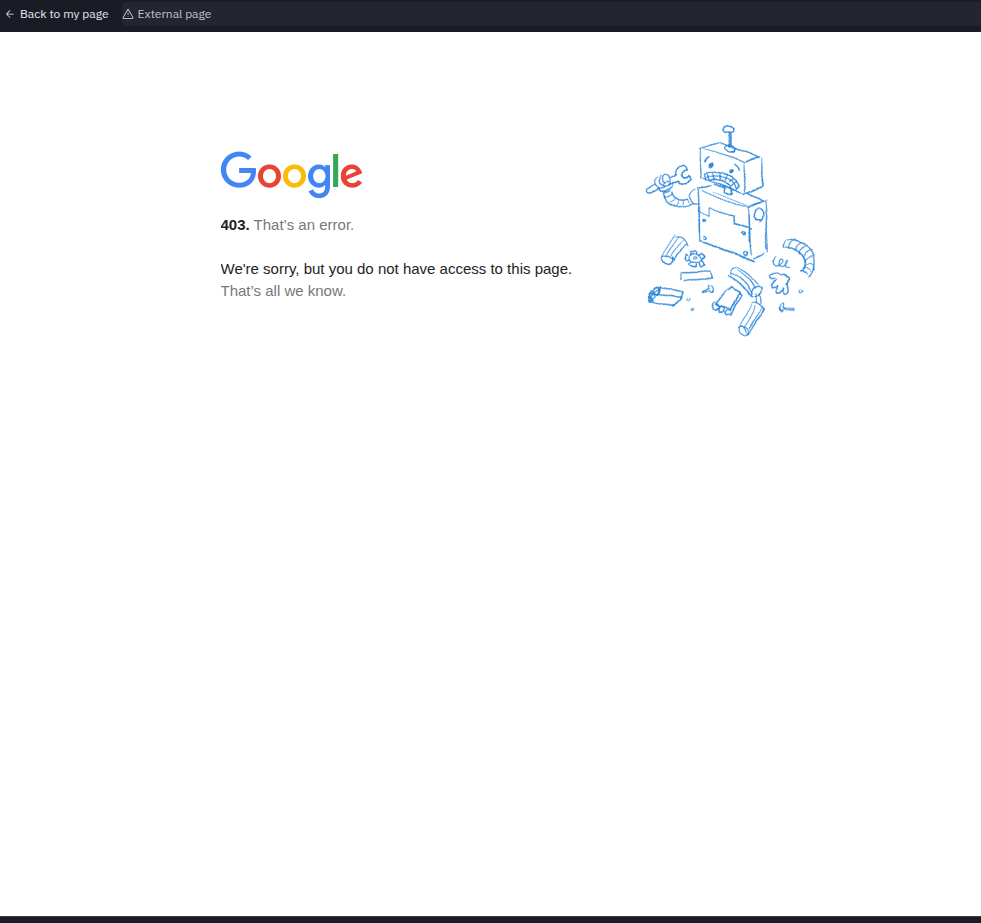 Back to my page
External page
Google
403. That's an error.
We're sorry, but you do not have access to this page.
That's all we know.